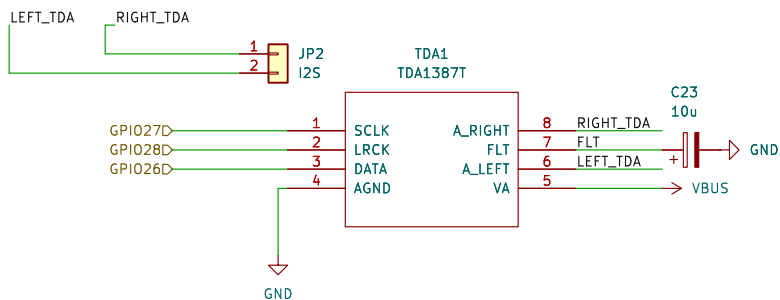 LEFT_TDA
RIGHT_TDA
1
JP2
2
I2S
TDA1
TDA1387T
C23
10u
GPIO27
1
SCLK
A_RIGHT
8
RIGHT_TDA
GPIO28
2
LRCK
FLT
7
FLT
+
GND
GPIO26
3
DATA
A_LEFT
6
LEFT_TDA
4
AGND
VA
5
VBUS
GND